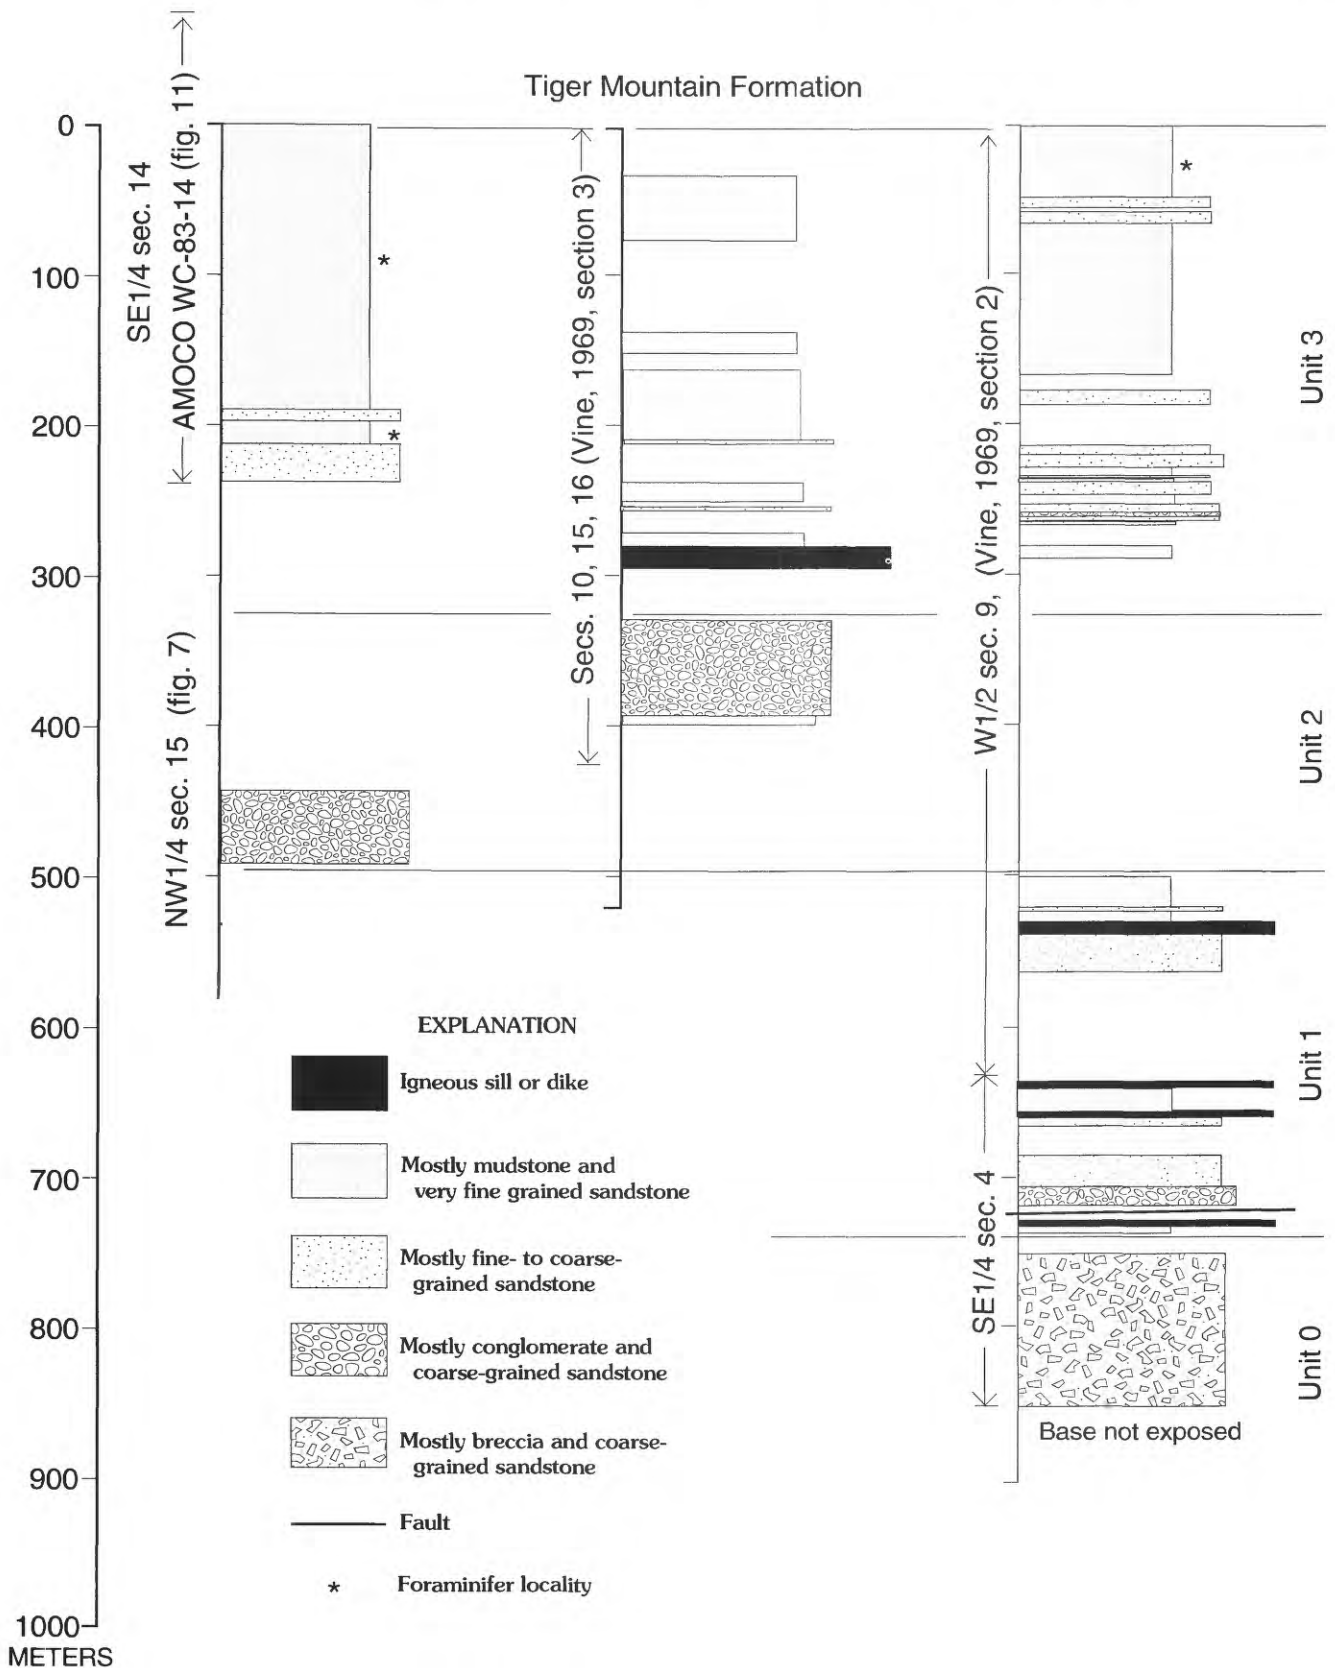 Tiger Mountain Formation
0
100
200
300
400
500
600
700
800
900
1000
METERS
SE1/4 sec. 14
AMOCO WC-83-14 (fig. 11)
NW1/4 sec. 15 (fig. 7)
*
*
Secs. 10, 15, 16 (Vine, 1969, section 3)
W1/2 sec. 9, (Vine, 1969, section 2)
SE1/4 sec. 4
*
Unit 3
Unit 2
Unit 1
Unit 0
Base not exposed
EXPLANATION
Igneous sill or dike
Mostly mudstone and
very fine grained sandstone
Mostly fine- to coarse-
grained sandstone
Mostly conglomerate and
coarse-grained sandstone
Mostly breccia and coarse-
grained sandstone
Fault
* Foraminifer locality